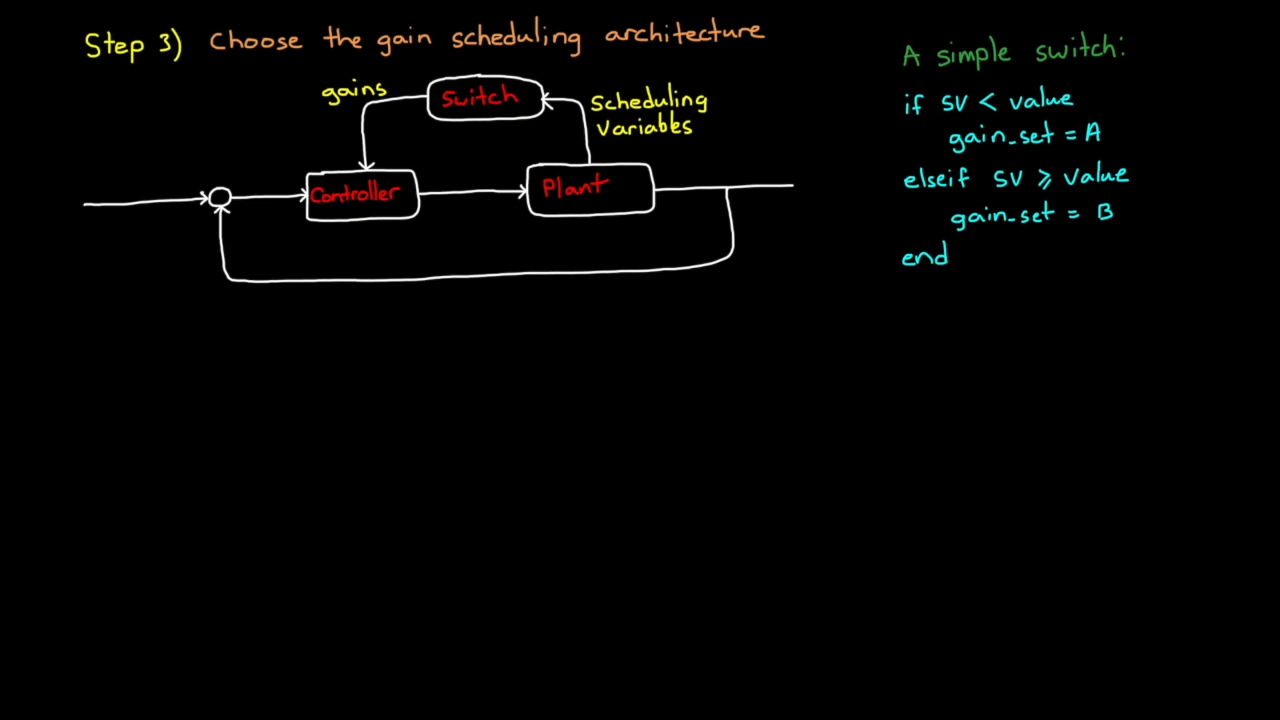 Step 3) Choose the gain scheduling architecture
gains
Switch
Scheduling
Variables
Controller
Plant
A simple switch:
if SV < value
gain_set = A
elseif SV ⩾ value
gain_set = B
end